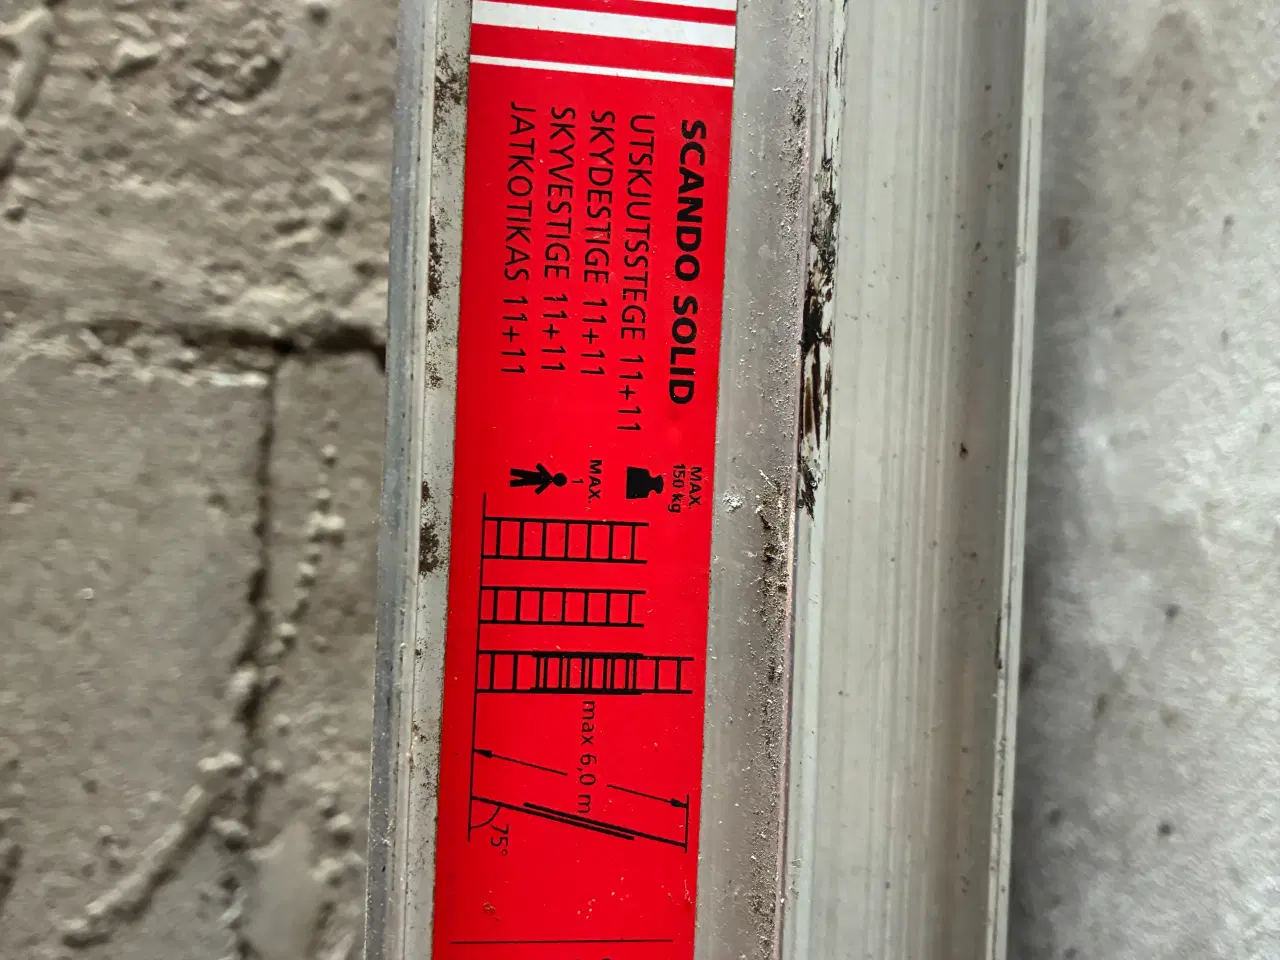 SCANDO SOLID
UTSKJUTSSTEGE 11+11
SKYDESTIGE 11+11
SKYVESTIGE 11+11
JATKOTIKAS 11+11
MAX.
150 kg
MAX.
1
max 6,0 m
75°